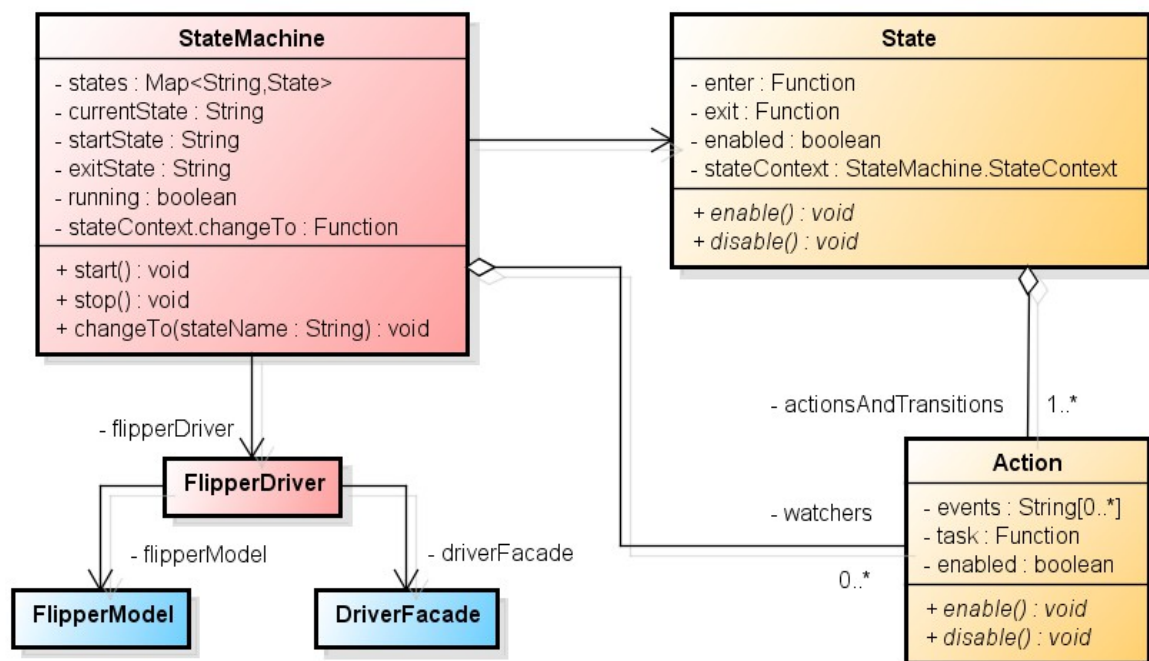 StateMachine
- states : Map<String,State>
- currentState : String
- startState : String
- exitState : String
- running : boolean
- stateContext.changeTo : Function
+ start() : void
+ stop() : void
+ changeTo(stateName : String) : void
State
- enter : Function
- exit : Function
- enabled : boolean
- stateContext : StateMachine.StateContext
+ enable() : void
+ disable() : void
- flipperDriver
FlipperDriver
- flipperModel
- driverFacade
FlipperModel
DriverFacade
- actionsAndTransitions
1..*
- watchers
0..*
Action
- events : String[0..*]
- task : Function
- enabled : boolean
+ enable() : void
+ disable() : void